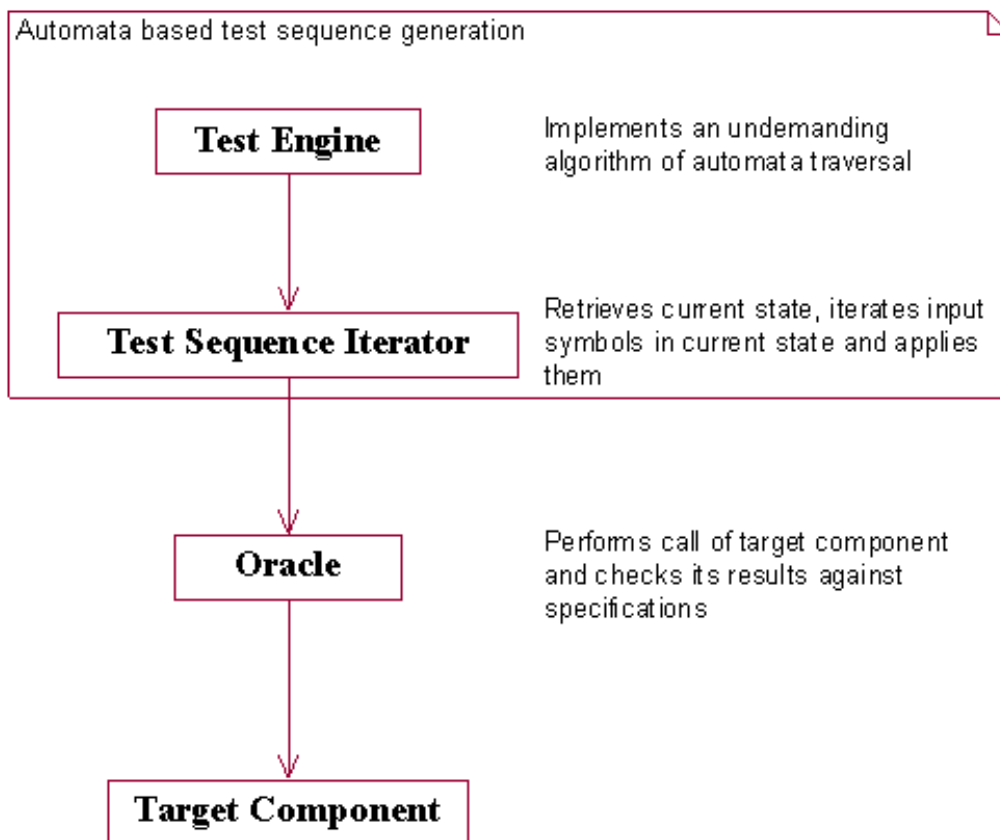 Automata based test sequence generation
Test Engine
Implements an undemanding
algorithm of automata traversal
Test Sequence Iterator
Retrieves current state, iterates input
symbols in current state and applies
them
Oracle
Performs call of target component
and checks its results against
specifications
Target Component